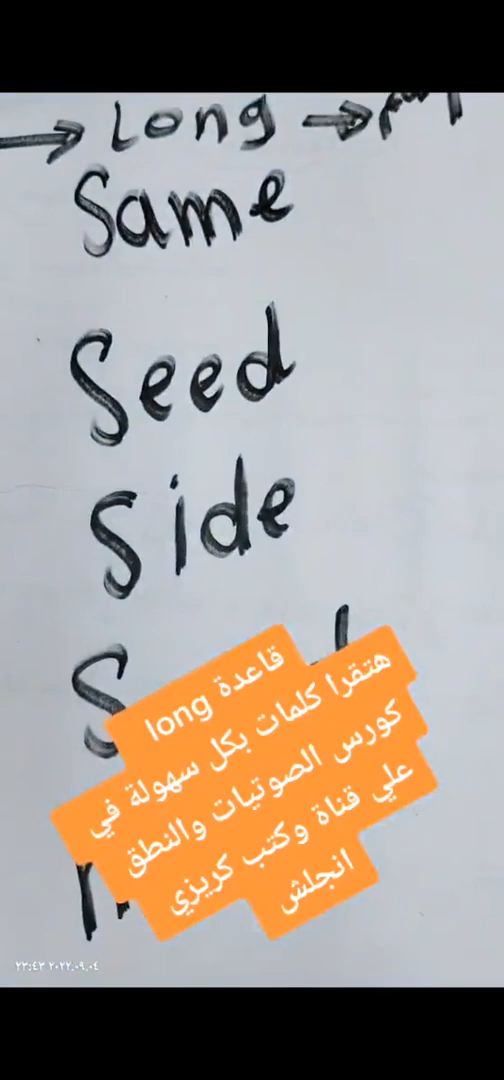 → Long →
Same
Seed
Side
قاعدة long
هتقرا كلمات بكل سهولة في
كورس الصوتيات والنطق
علي قناة وكتب كريزي
انجلش
٢٣:٤٣ ٢٠٢٢.٠٩.٠٤